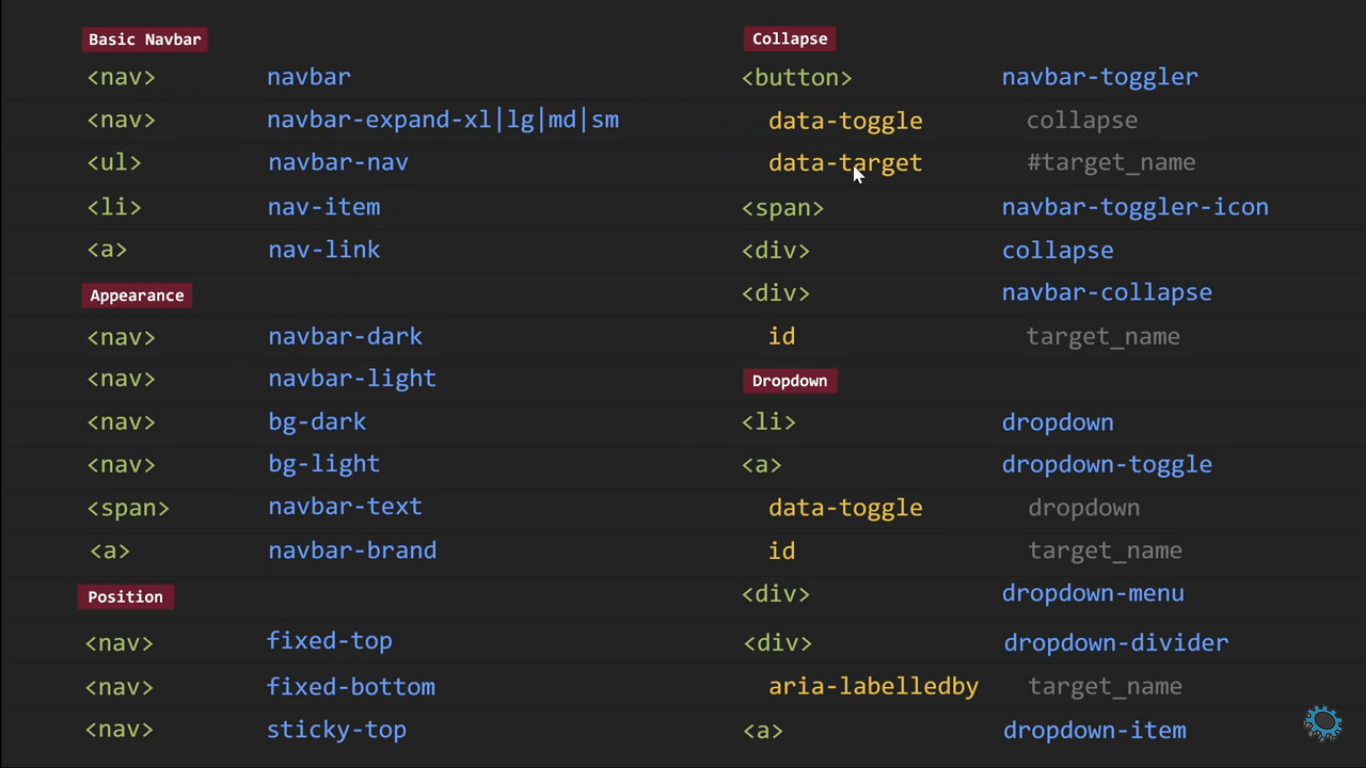 Basic Navbar
<nav> navbar
<nav> navbar-expand-xl|lg|md|sm
<ul> navbar-nav
<li> nav-item
<a> nav-link
Appearance
<nav> navbar-dark
<nav> navbar-light
<nav> bg-dark
<nav> bg-light
<span> navbar-text
<a> navbar-brand
Position
<nav> fixed-top
<nav> fixed-bottom
<nav> sticky-top
Collapse
<button> navbar-toggler
data-toggle collapse
data-target #target_name
<span> navbar-toggler-icon
<div> collapse
<div> navbar-collapse
id target_name
Dropdown
<li> dropdown
<a> dropdown-toggle
data-toggle dropdown
id target_name
<div> dropdown-menu
<div> dropdown-divider
aria-labelledby target_name
<a> dropdown-item